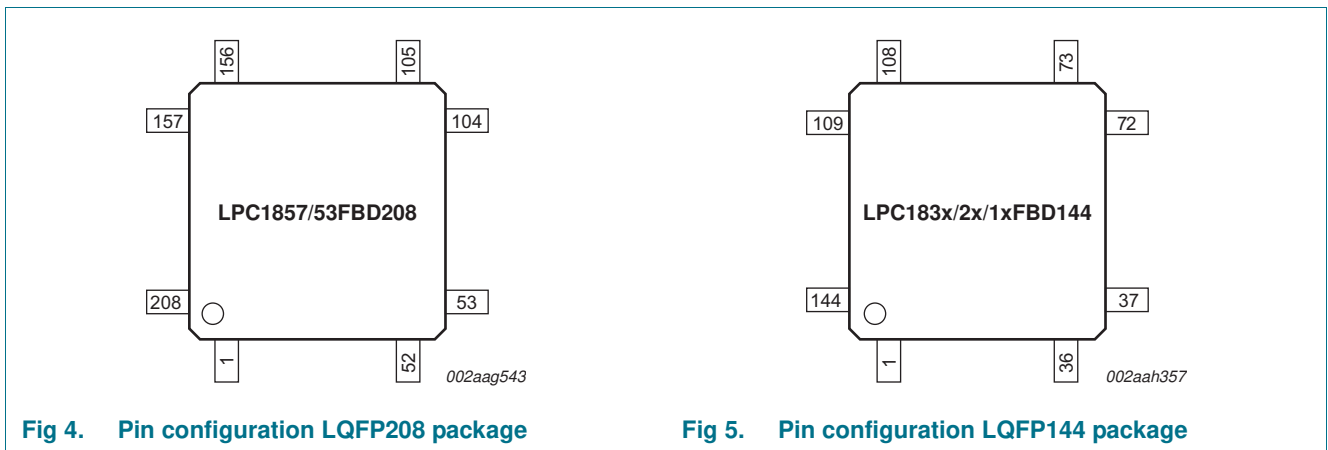 156
105
157
104
LPC1857/53FBD208
208
53
1
52
002aag543
Fig 4. Pin configuration LQFP208 package
108
73
109
72
LPC183x/2x/1xFBD144
144
37
1
36
002aah357
Fig 5. Pin configuration LQFP144 package